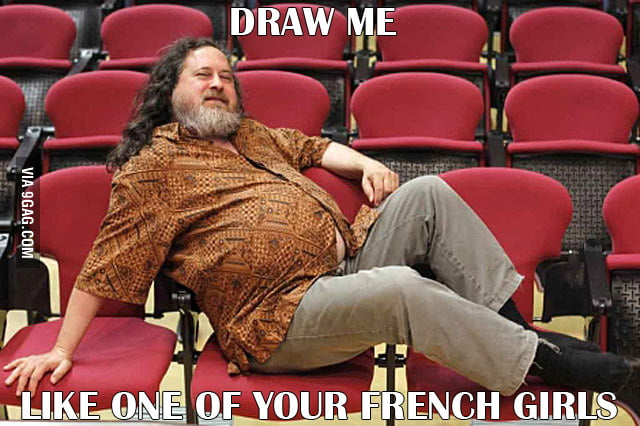 DRAW ME
VIA 9GAG.COM
LIKE ONE OF YOUR FRENCH GIRLS